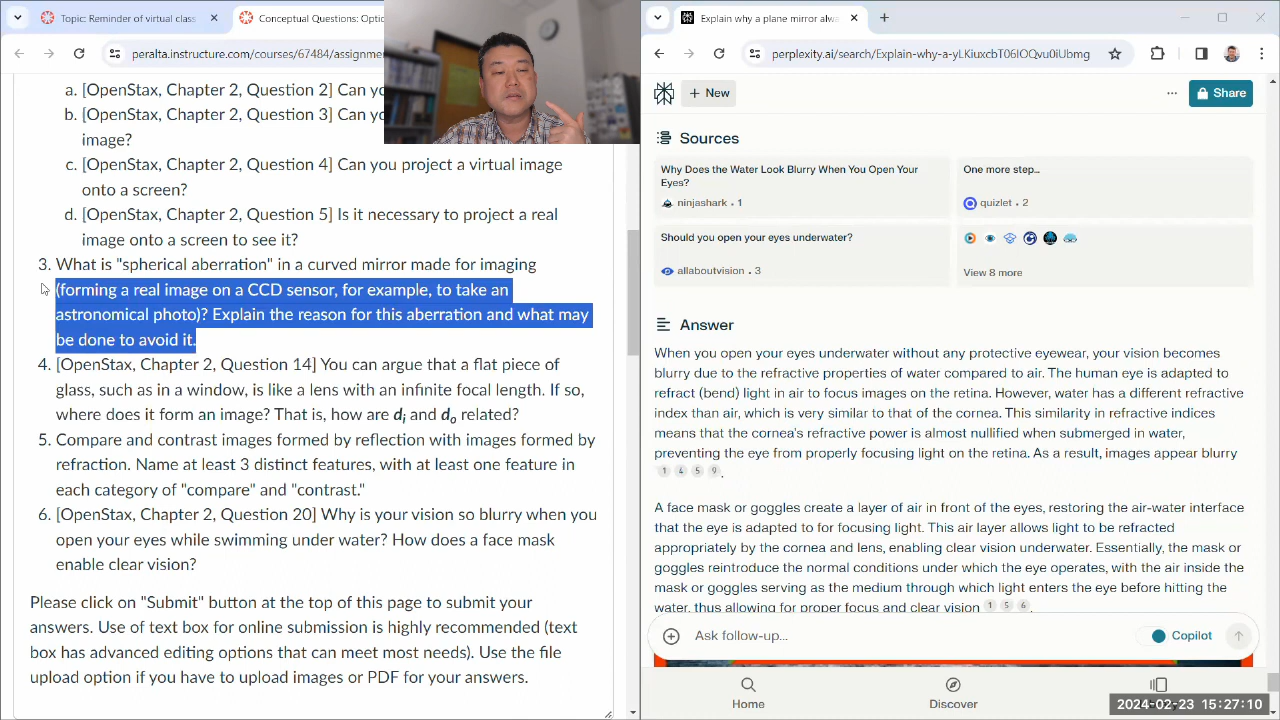 Topic: Reminder of virtual class
Conceptual Questions: Optic
Explain why a plane mirror alw
peralta.instructure.com/courses/67484/assignme
perplexity.ai/search/Explain-why-a-yLKiuxcbT06IOQvu0iUbmg
a. [OpenStax, Chapter 2, Question 2] Can yo
b. [OpenStax, Chapter 2, Question 3] Can yo
image?
c. [OpenStax, Chapter 2, Question 4] Can you project a virtual image
onto a screen?
d. [OpenStax, Chapter 2, Question 5] Is it necessary to project a real
image onto a screen to see it?
3. What is "spherical aberration" in a curved mirror made for imaging
(forming a real image on a CCD sensor, for example, to take an
astronomical photo)? Explain the reason for this aberration and what may
be done to avoid it.
4. [OpenStax, Chapter 2, Question 14] You can argue that a flat piece of
glass, such as in a window, is like a lens with an infinite focal length. If so,
where does it form an image? That is, how are di and do related?
5. Compare and contrast images formed by reflection with images formed by
refraction. Name at least 3 distinct features, with at least one feature in
each category of "compare" and "contrast."
6. [OpenStax, Chapter 2, Question 20] Why is your vision so blurry when you
open your eyes while swimming under water? How does a face mask
enable clear vision?
Please click on "Submit" button at the top of this page to submit your
answers. Use of text box for online submission is highly recommended (text
box has advanced editing options that can meet most needs). Use the file
upload option if you have to upload images or PDF for your answers.
+ New
Share
Sources
Why Does the Water Look Blurry When You Open Your
Eyes?
ninjashark • 1
One more step...
quizlet • 2
Should you open your eyes underwater?
allaboutvision • 3
View 8 more
Answer
When you open your eyes underwater without any protective eyewear, your vision becomes
blurry due to the refractive properties of water compared to air. The human eye is adapted to
refract (bend) light in air to focus images on the retina. However, water has a different refractive
index than air, which is very similar to that of the cornea. This similarity in refractive indices
means that the cornea's refractive power is almost nullified when submerged in water,
preventing the eye from properly focusing light on the retina. As a result, images appear blurry
1 4 5 9 .
A face mask or goggles create a layer of air in front of the eyes, restoring the air-water interface
that the eye is adapted to for focusing light. This air layer allows light to be refracted
appropriately by the cornea and lens, enabling clear vision underwater. Essentially, the mask or
goggles reintroduce the normal conditions under which the eye operates, with the air inside the
mask or goggles serving as the medium through which light enters the eye before hitting the
water, thus allowing for proper focus and clear vision 1 5 6 .
Ask follow-up...
Copilot
Home
Discover
2024-02-23 15:27:10